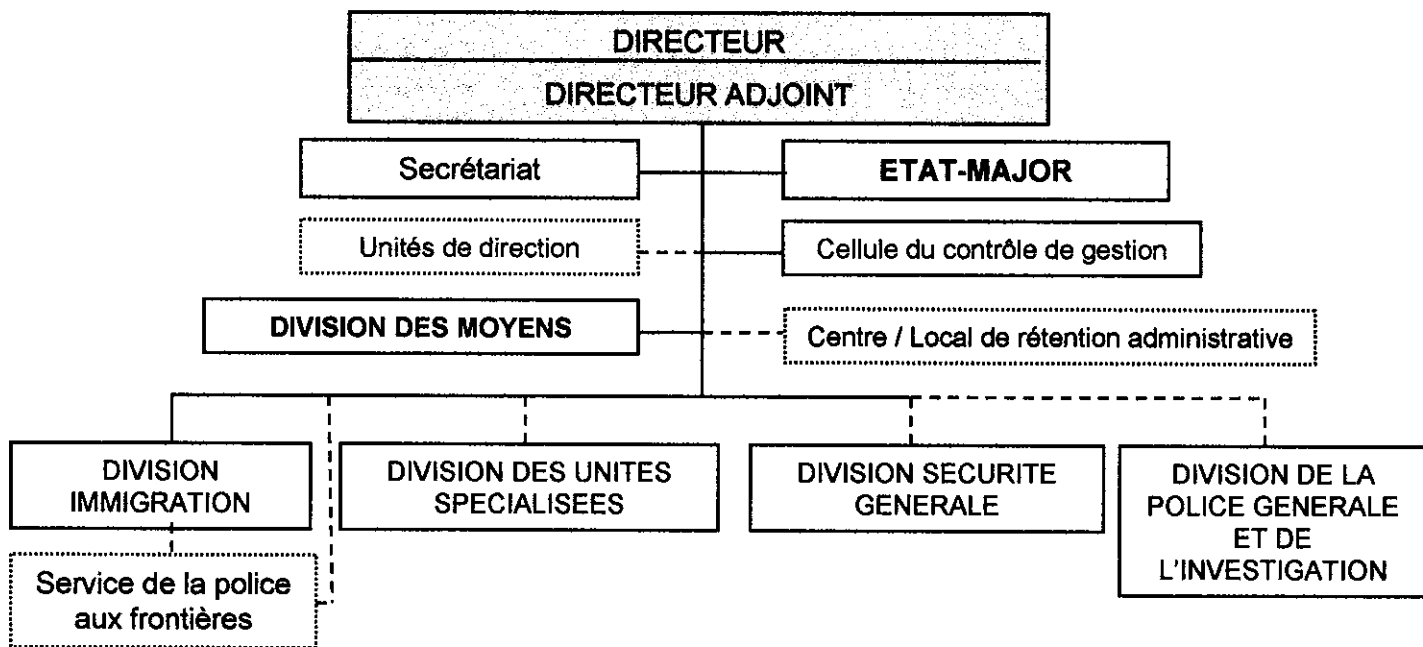 DIRECTEUR
DIRECTEUR ADJOINT
Secrétariat
ETAT-MAJOR
Unités de direction
Cellule du contrôle de gestion
DIVISION DES MOYENS
Centre / Local de rétention administrative
DIVISION
IMMIGRATION
DIVISION DES UNITES
SPECIALISEES
DIVISION SECURITE
GENERALE
DIVISION DE LA
POLICE GENERALE
ET DE
L'INVESTIGATION
Service de la police
aux frontières